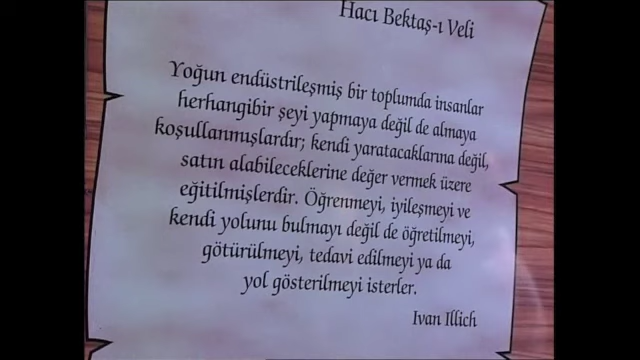 Hacı Bektaş-ı Veli
Yoğun endüstrileşmiş bir toplumda insanlar
herhangibir şeyi yapmaya değil de almaya
koşullanmışlardır; kendi yaratacaklarına değil,
satın alabileceklerine değer vermek üzere
eğitilmişlerdir. Öğrenmeyi, iyileşmeyi ve
kendi yolunu bulmayı değil de öğretilmeyi,
götürülmeyi, tedavi edilmeyi ya da
yol gösterilmeyi isterler.
Ivan Illich